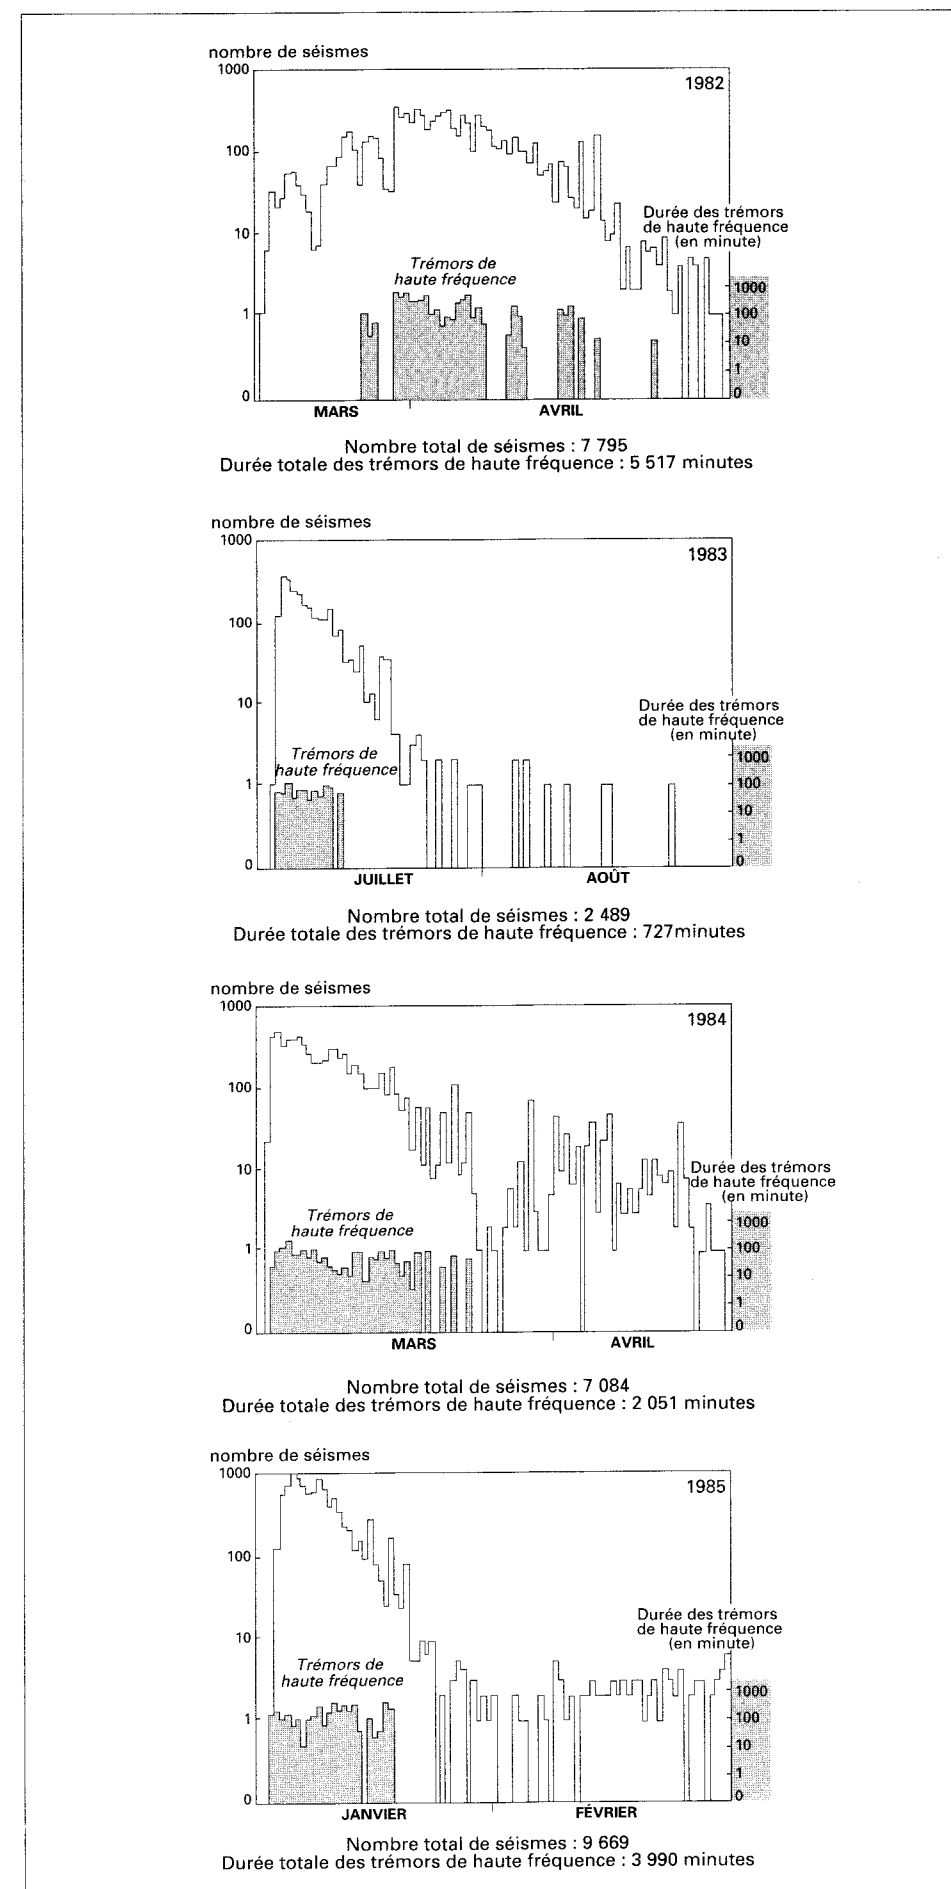 nombre de séismes
1000
1982
100
10
Durée des trémors
de haute fréquence
(en minute)
Trémors de
haute fréquence
1000
1
100
10
1
0
0
MARS
AVRIL
Nombre total de séismes : 7 795
Durée totale des trémors de haute fréquence : 5 517 minutes
nombre de séismes
1000
1983
100
10
Durée des trémors
de haute fréquence
(en minute)
Trémors de
haute fréquence
1000
1
100
10
1
0
0
JUILLET
AOÛT
Nombre total de séismes : 2 489
Durée totale des trémors de haute fréquence : 727minutes
nombre de séismes
1000
1984
100
10
Durée des trémors
de haute fréquence
(en minute)
Trémors de
haute fréquence
1000
1
100
10
1
0
0
MARS
AVRIL
Nombre total de séismes : 7 084
Durée totale des trémors de haute fréquence : 2 051 minutes
nombre de séismes
1000
1985
100
10
Durée des trémors
de haute fréquence
(en minute)
Trémors de
haute fréquence
1000
1
100
10
1
0
0
JANVIER
FÉVRIER
Nombre total de séismes : 9 669
Durée totale des trémors de haute fréquence : 3 990 minutes